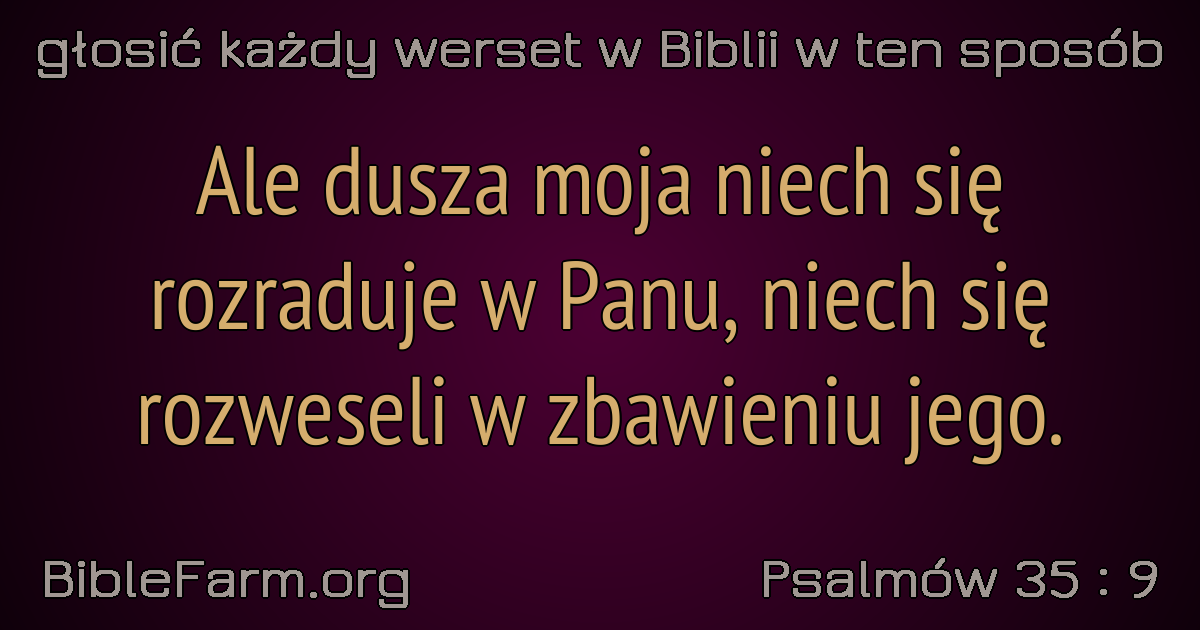 głosić każdy werset w Biblii w ten sposób
Ale dusza moja niech się
rozraduje w Panu, niech się
rozweseli w zbawieniu jego.
BibleFarm.org
Psalmów 35 : 9